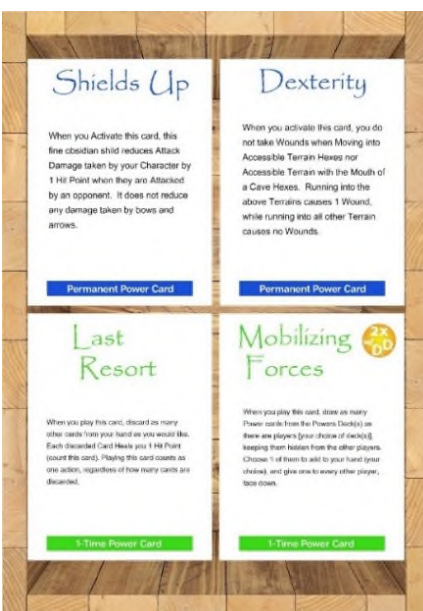 Shields Up
When you Activate this card, this
fine obsidian shild reduces Attack
Damage taken by your Character by
1 Hit Point when they are Attacked
by an opponent. It does not reduce
any damage taken by bows and
arrows.
Permanent Power Card
Dexterity
When you activate this card, you do
not take Wounds when Moving into
Accessible Terrain Hexes nor
Accessible Terrain with the Mouth of
a Cave Hexes. Running into the
above Terrains causes 1 Wound,
while running into all other Terrain
causes no Wounds.
Permanent Power Card
Last
Resort
When you play this card, discard as many
other cards from your hand as you would like.
Each discarded Card Heals you 1 Hit Point
(count this card). Playing this card counts as
one action, regardless of how many cards are
discarded.
1-Time Power Card
Mobilizing
Forces
2X
DD
When you play this card, draw as many
Power cards from the Powers Deck(s) as
there are players [your choice of deck(s)],
keeping them hidden from the other players.
Choose 1 of them to add to your hand (your
choice), and give one to every other player,
face down.
1-Time Power Card